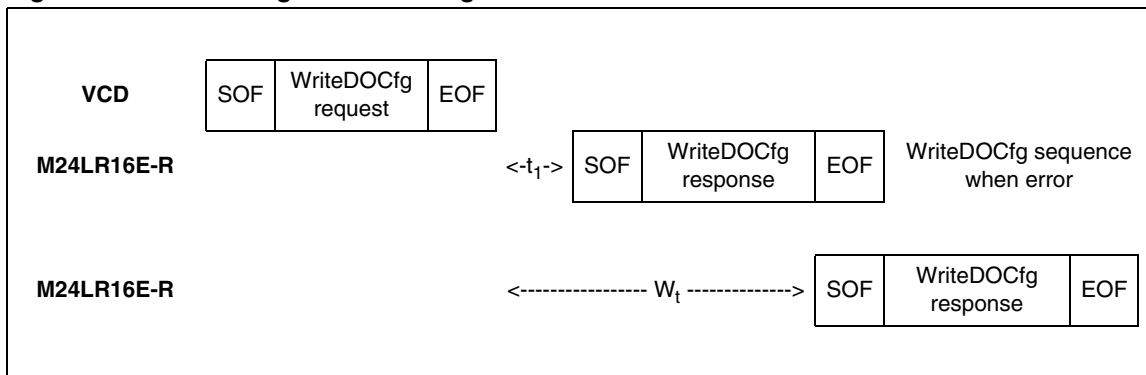 VCD SOF WriteDOCfg request EOF
M24LR16E-R <-t1-> SOF WriteDOCfg response EOF WriteDOCfg sequence when error
M24LR16E-R <----------------- Wt --------------> SOF WriteDOCfg response EOF